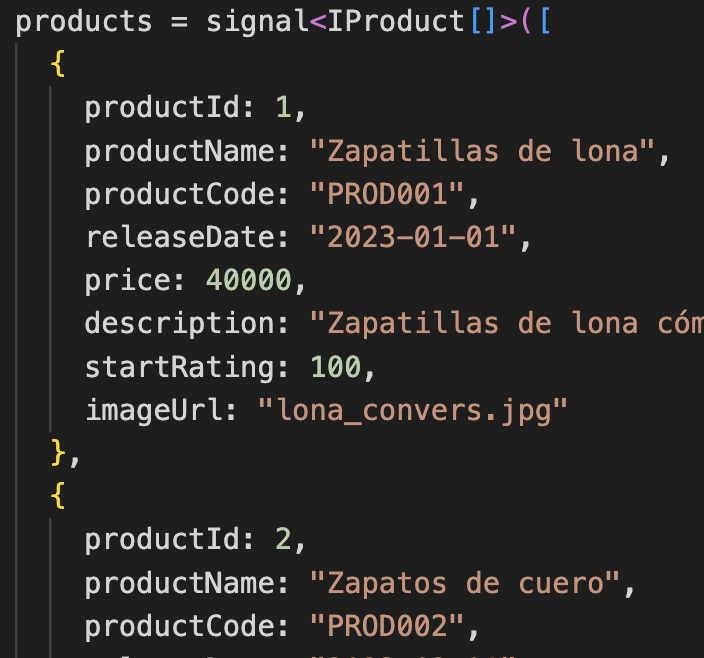 products = signal<IProduct[]>([
{
productId: 1,
productName: "Zapatillas de lona",
productCode: "PROD001",
releaseDate: "2023-01-01",
price: 40000,
description: "Zapatillas de lona cóm
startRating: 100,
imageUrl: "lona_convers.jpg"
},
{
productId: 2,
productName: "Zapatos de cuero",
productCode: "PROD002",